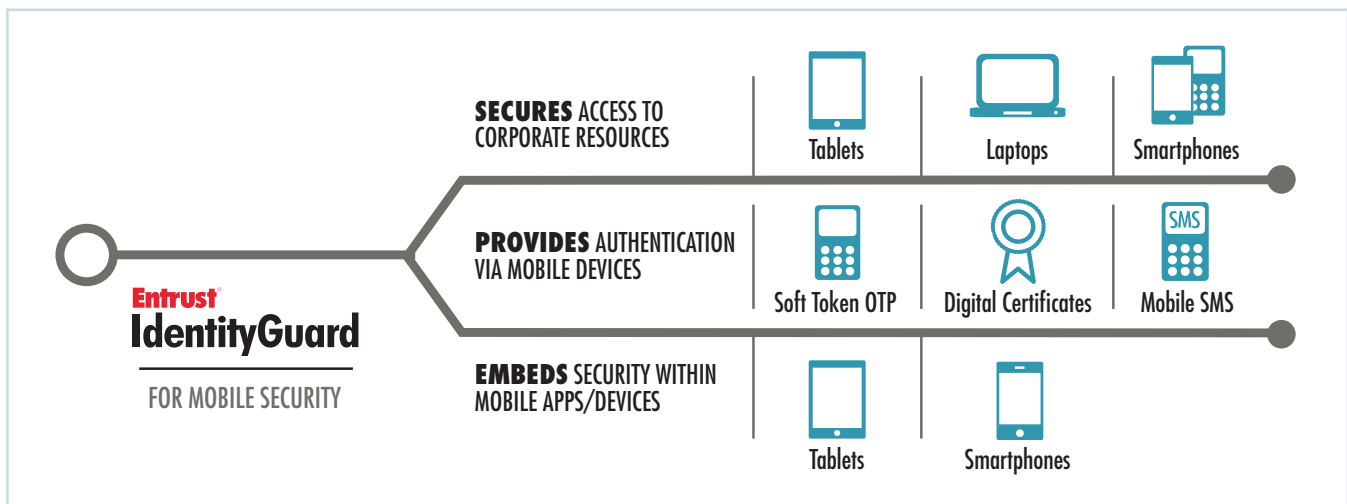 SECURES ACCESS TO
CORPORATE RESOURCES
Tablets
Laptops
Smartphones
PROVIDES AUTHENTICATION
VIA MOBILE DEVICES
SMS
Soft Token OTP
Digital Certificates
Mobile SMS
Entrust®
IdentityGuard
FOR MOBILE SECURITY
EMBEDS SECURITY WITHIN
MOBILE APPS/DEVICES
Tablets
Smartphones